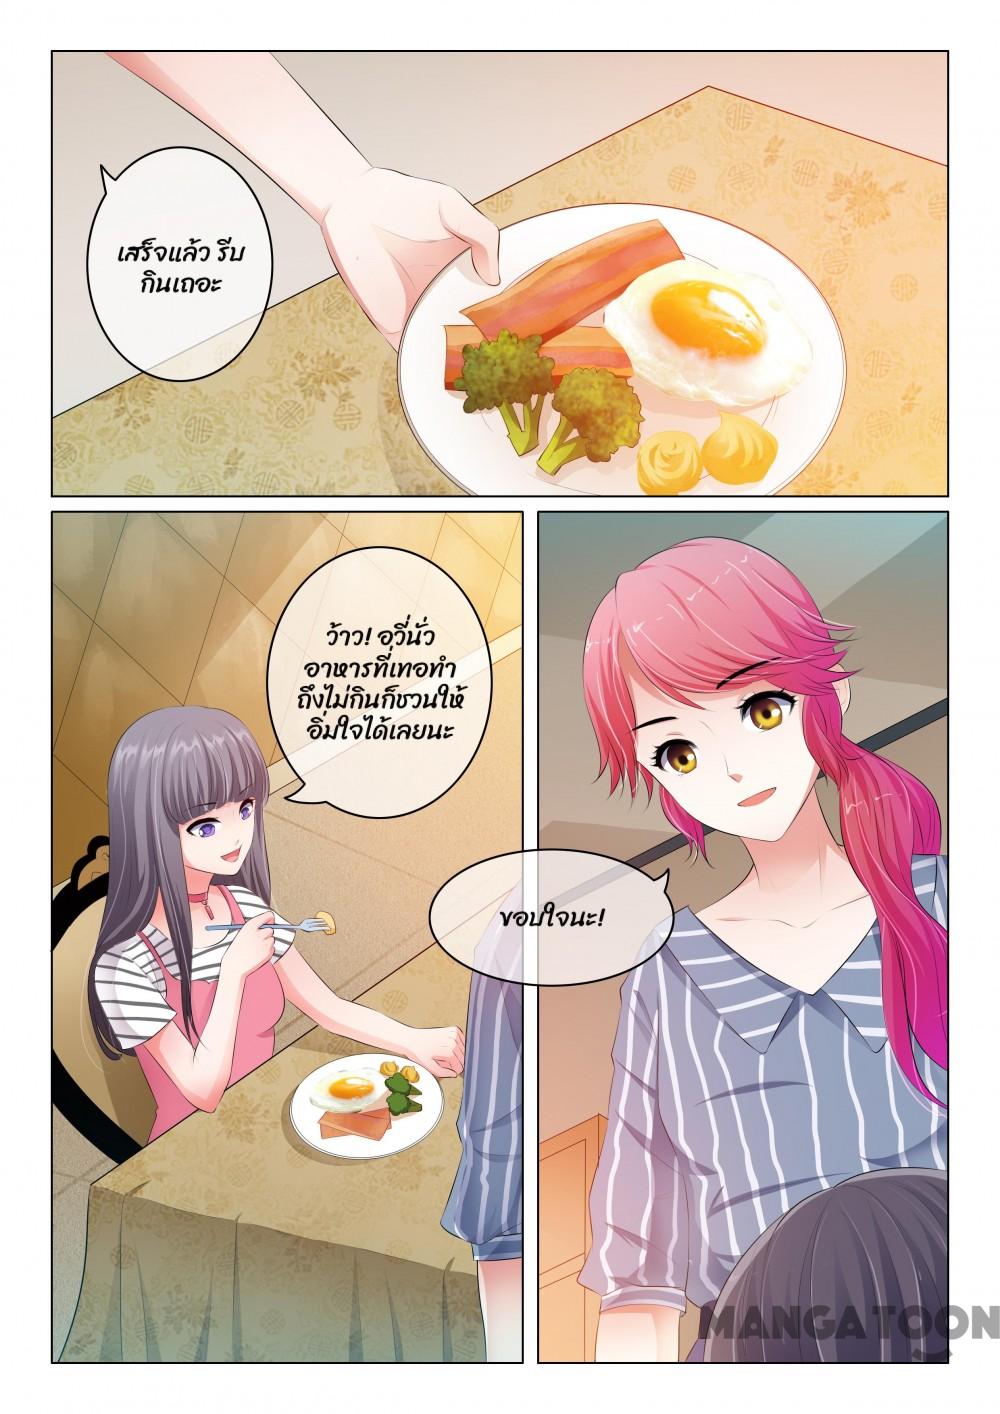 เสร็จแล้ว รีบ
กินเถอะ
ว้าว! อวี่นั่ว
อาหารที่เทอทำ
ถึงไม่กินก็ชวนให้
อิ่มใจได้เลยนะ
ขอบใจนะ!
MANGATOON